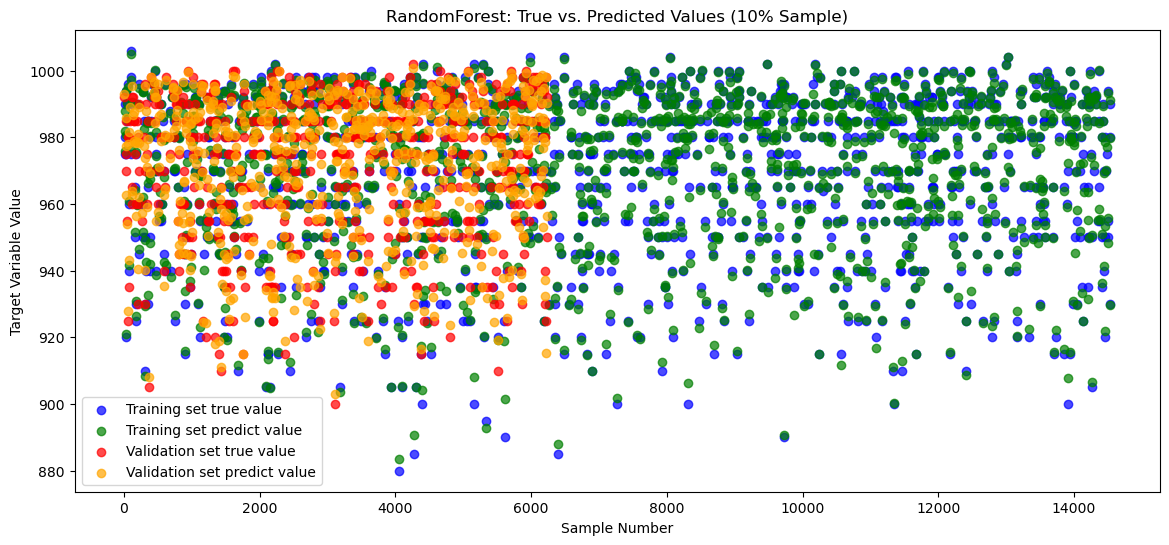 RandomForest: True vs. Predicted Values (10% Sample)
Target Variable Value
1000
980
960
940
920
900
880
Training set true value
Training set predict value
Validation set true value
Validation set predict value
0
2000
4000
6000
8000
10000
12000
14000
Sample Number